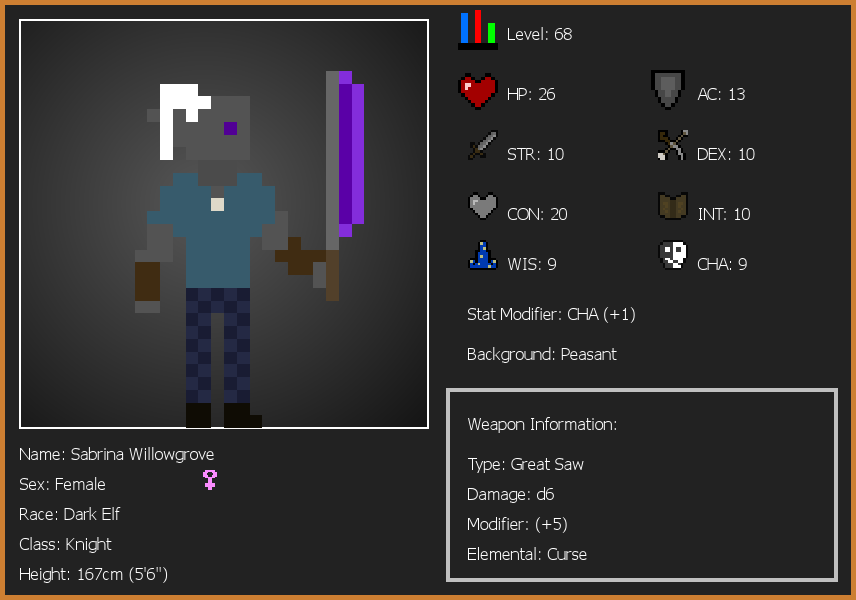 Level: 68
HP: 26
AC: 13
STR: 10
DEX: 10
CON: 20
INT: 10
WIS: 9
CHA: 9
Stat Modifier: CHA (+1)
Background: Peasant
Weapon Information:
Type: Great Saw
Damage: d6
Modifier: (+5)
Elemental: Curse
Name: Sabrina Willowgrove
Sex: Female
Race: Dark Elf
Class: Knight
Height: 167cm (5'6")